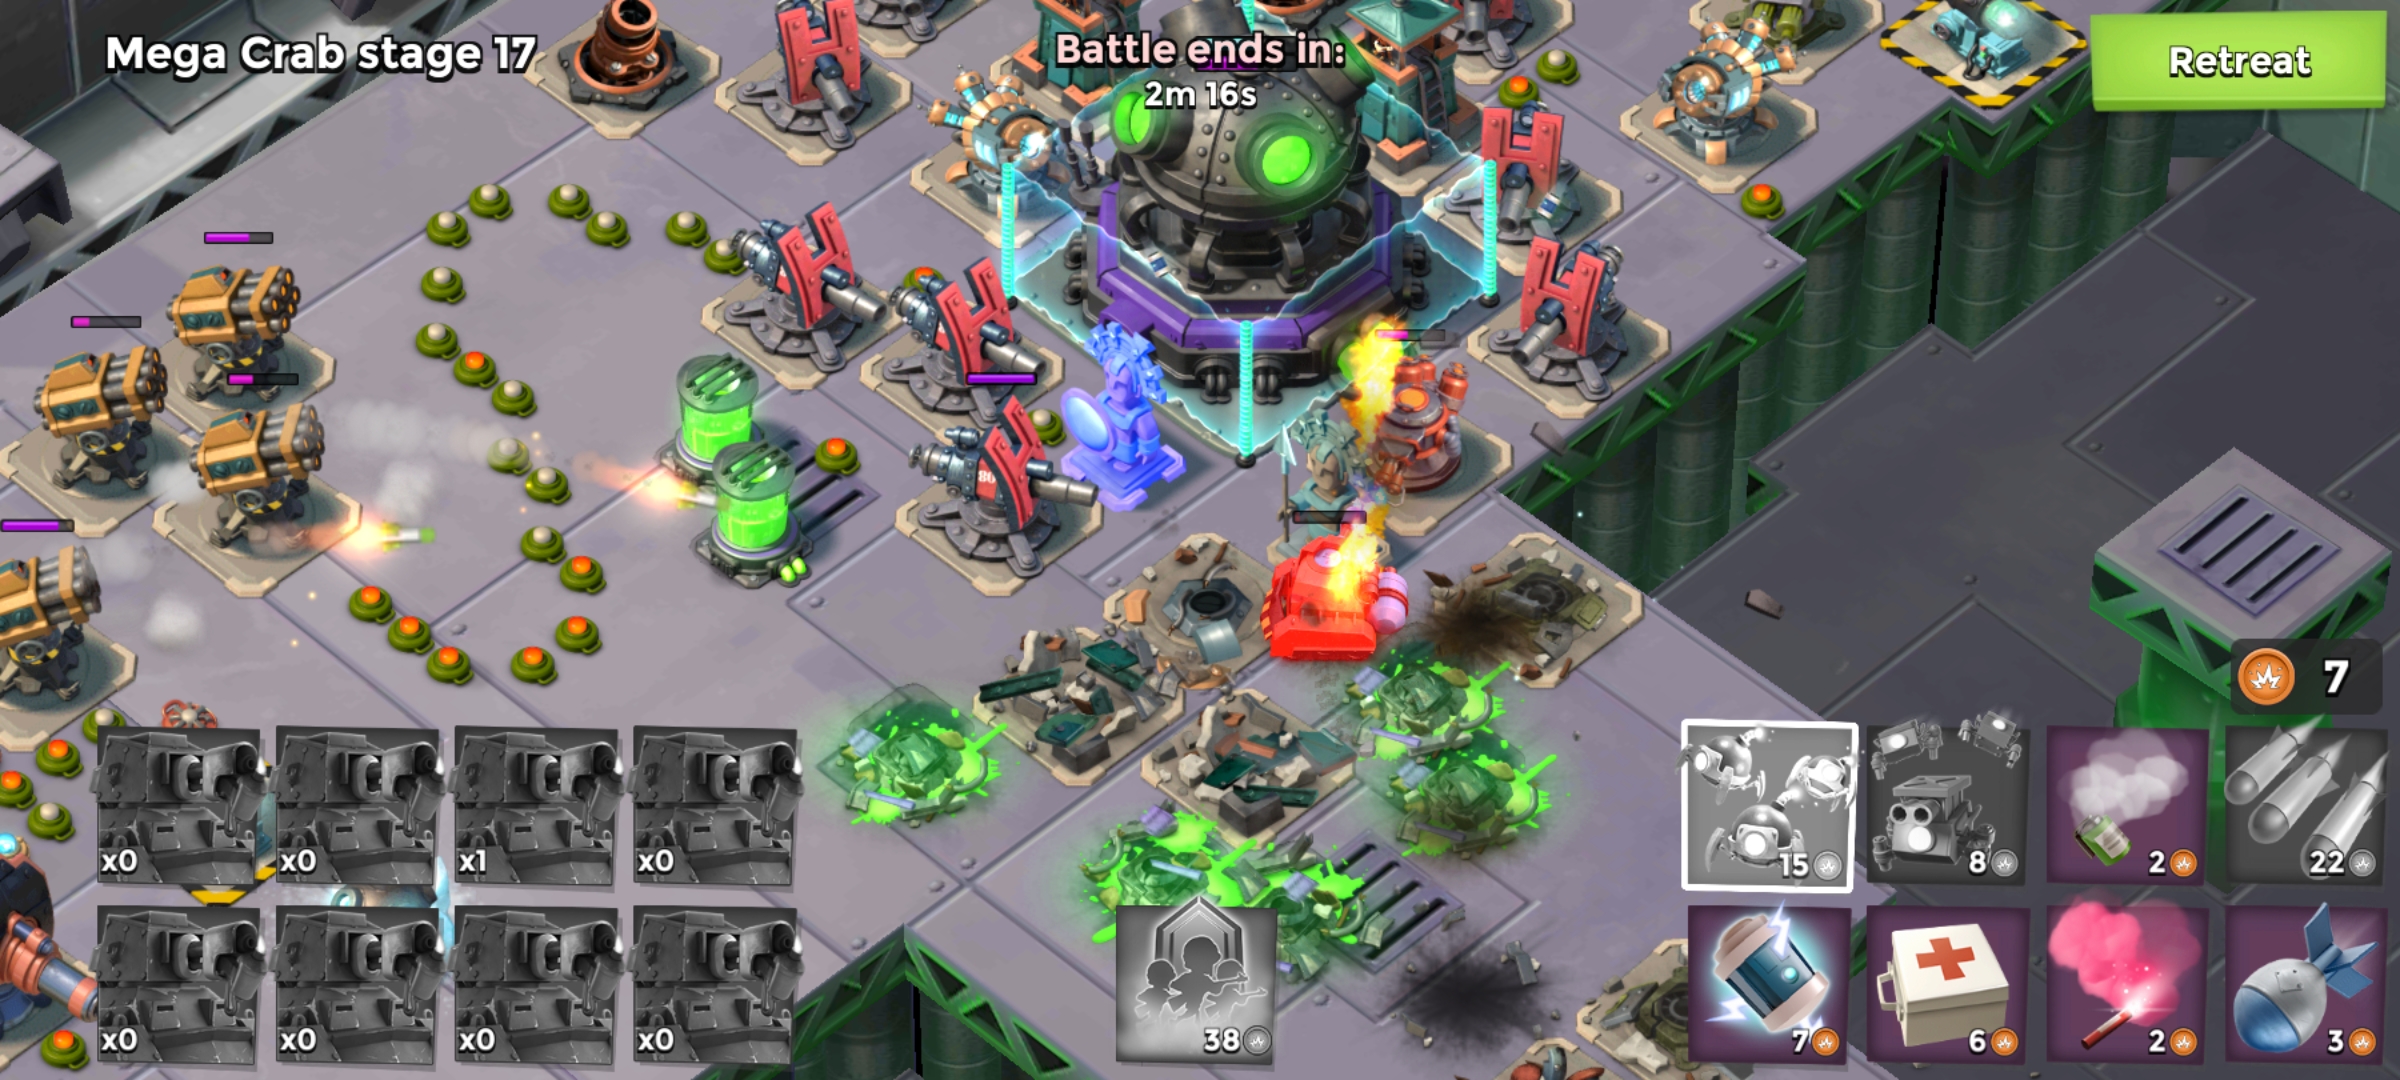 Mega Crab stage 17
Battle ends in:
2m 16s
Retreat
80
7
x0
x0
x1
x0
15
8
2
22
x0
x0
x0
x0
38
7
6
2
3